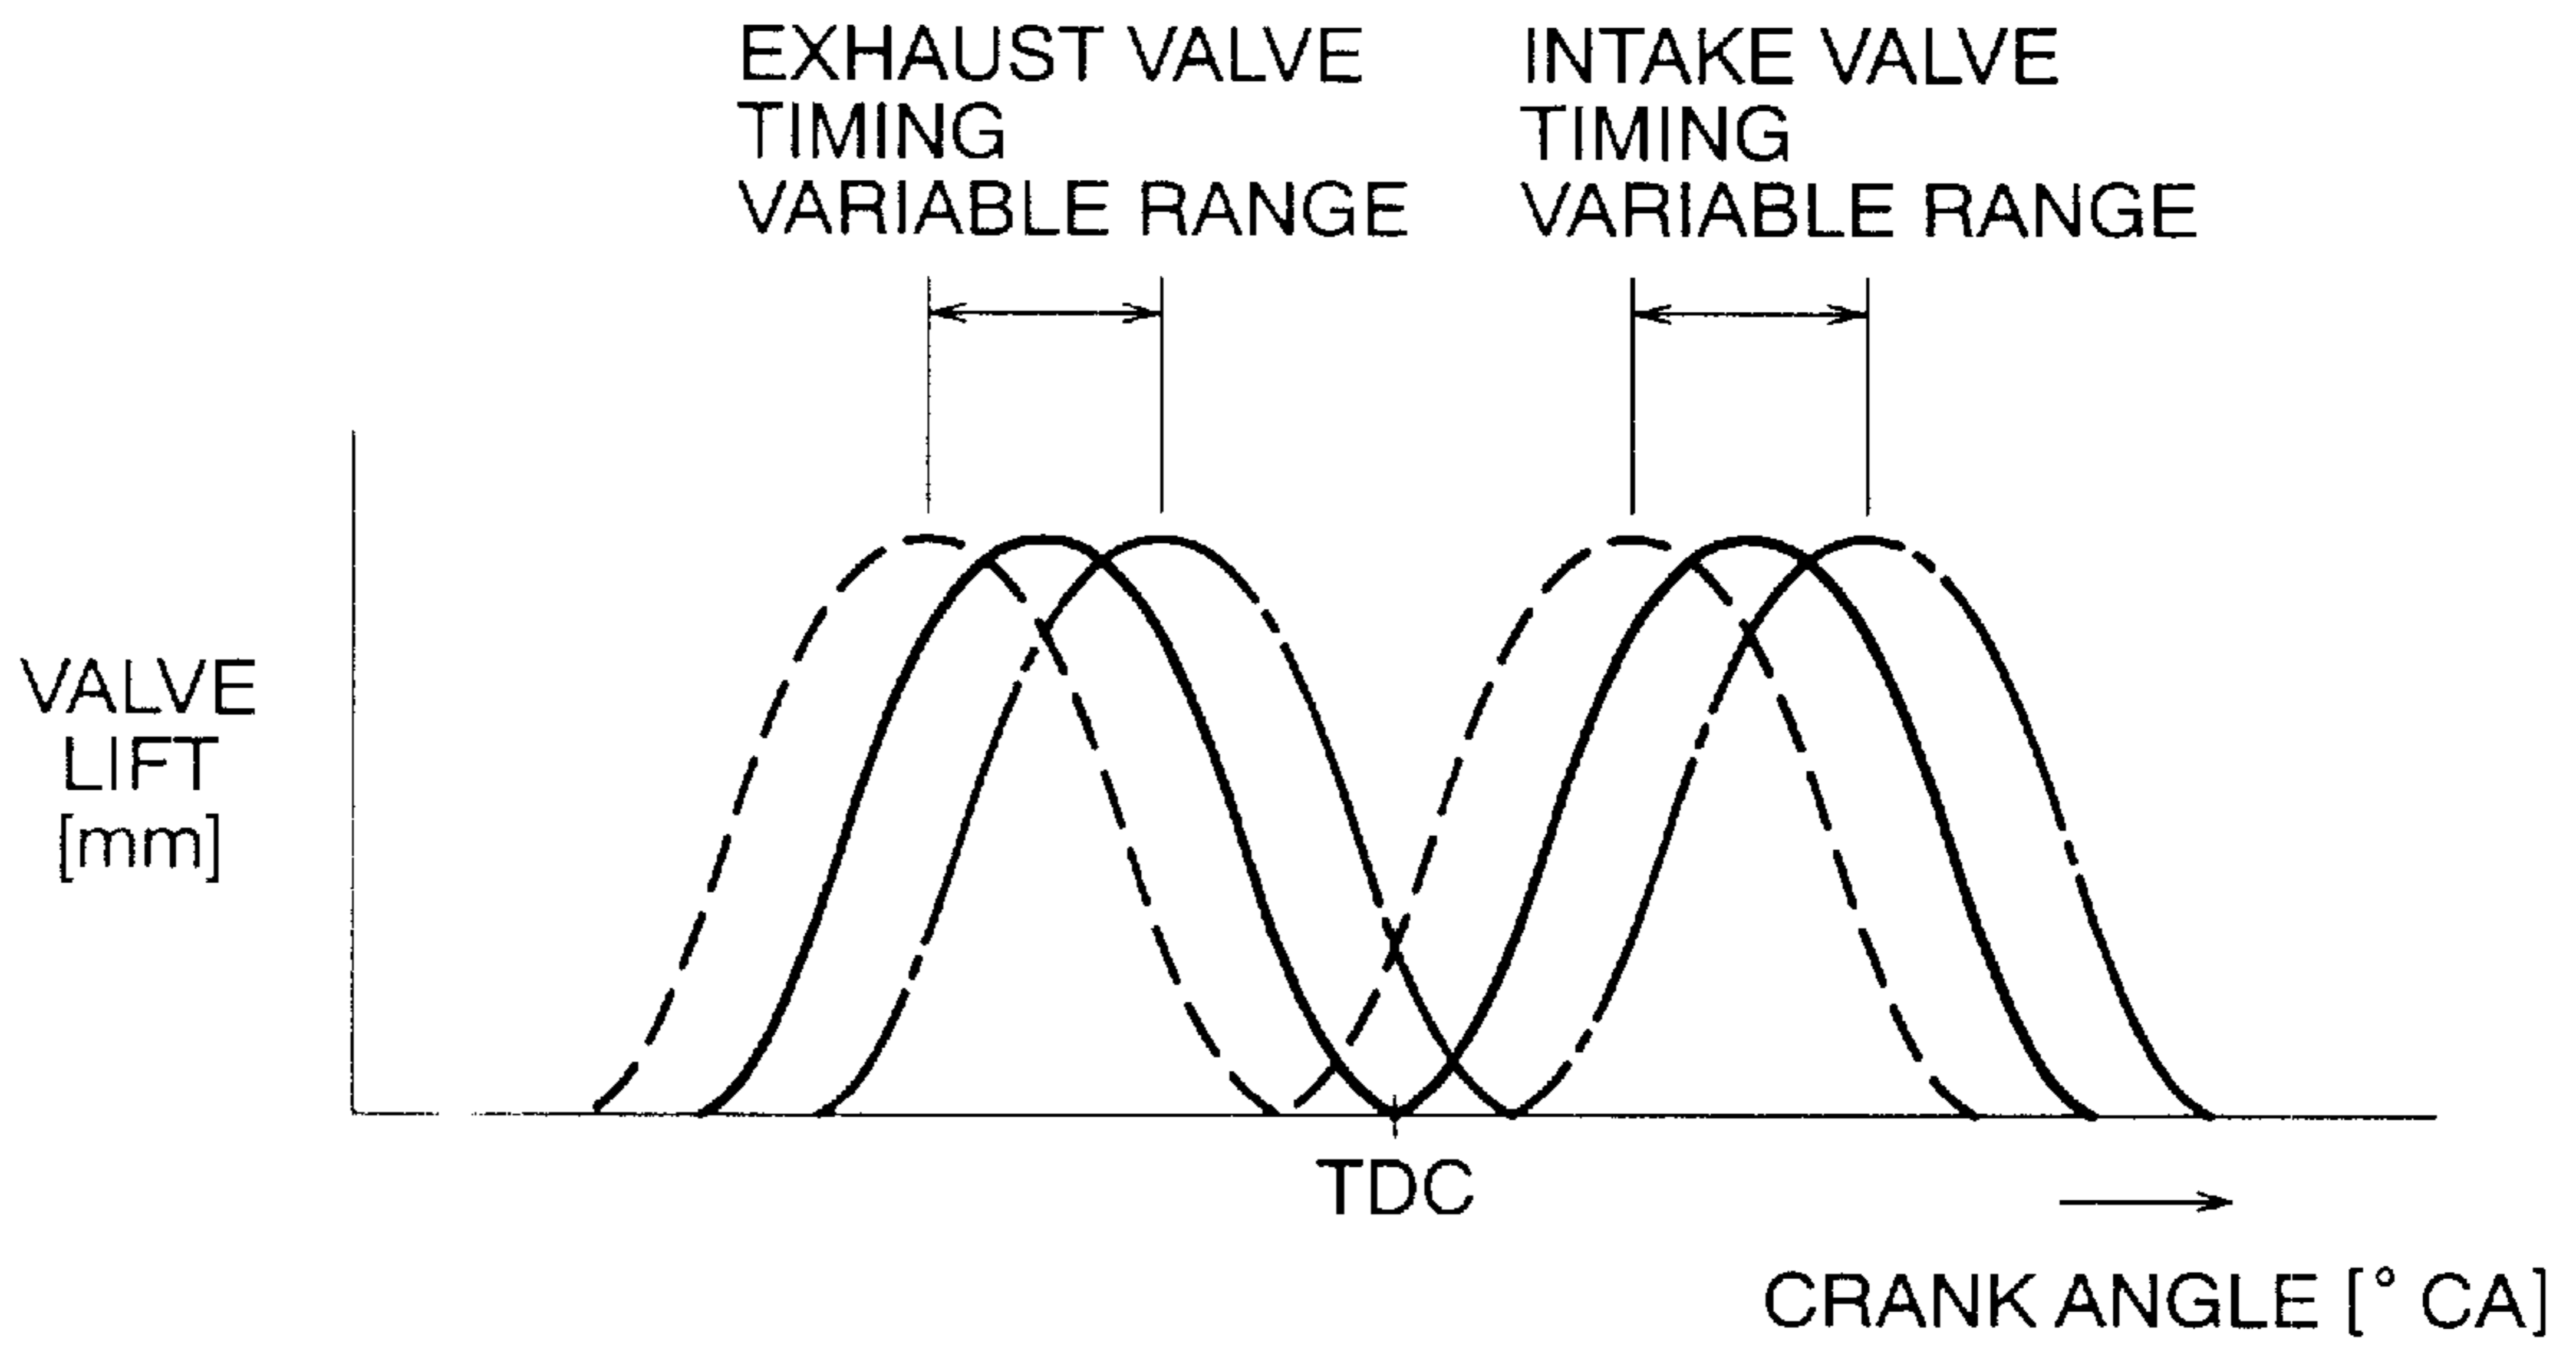 EXHAUST VALVE
TIMING
VARIABLE RANGE
INTAKE VALVE
TIMING
VARIABLE RANGE
VALVE
LIFT
[mm]
TDC
CRANK ANGLE [° CA]